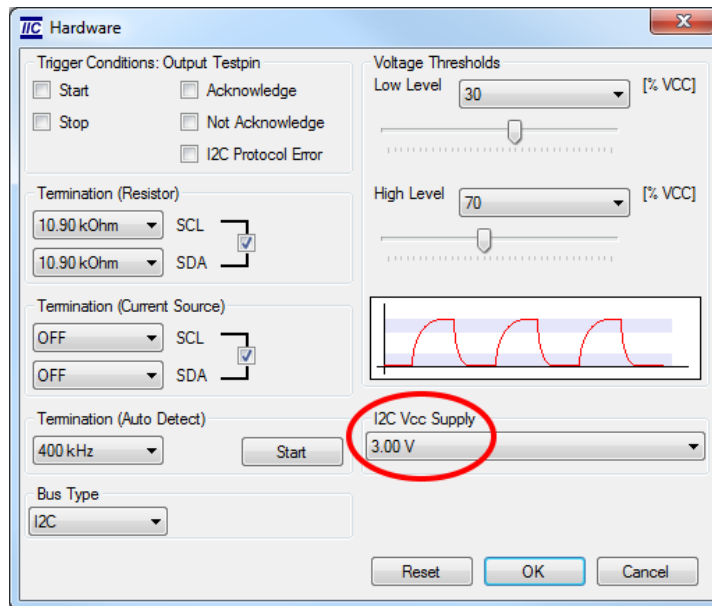 IIC Hardware
Trigger Conditions: Output Testpin
Start
Acknowledge
Stop
Not Acknowledge
I2C Protocol Error
Termination (Resistor)
10.90 kOhm SCL
10.90 kOhm SDA
Termination (Current Source)
OFF SCL
OFF SDA
Termination (Auto Detect)
400 kHz Start
Bus Type
I2C
Voltage Thresholds
Low Level 30 [% VCC]
High Level 70 [% VCC]
I2C Vcc Supply
3.00 V
Reset OK Cancel